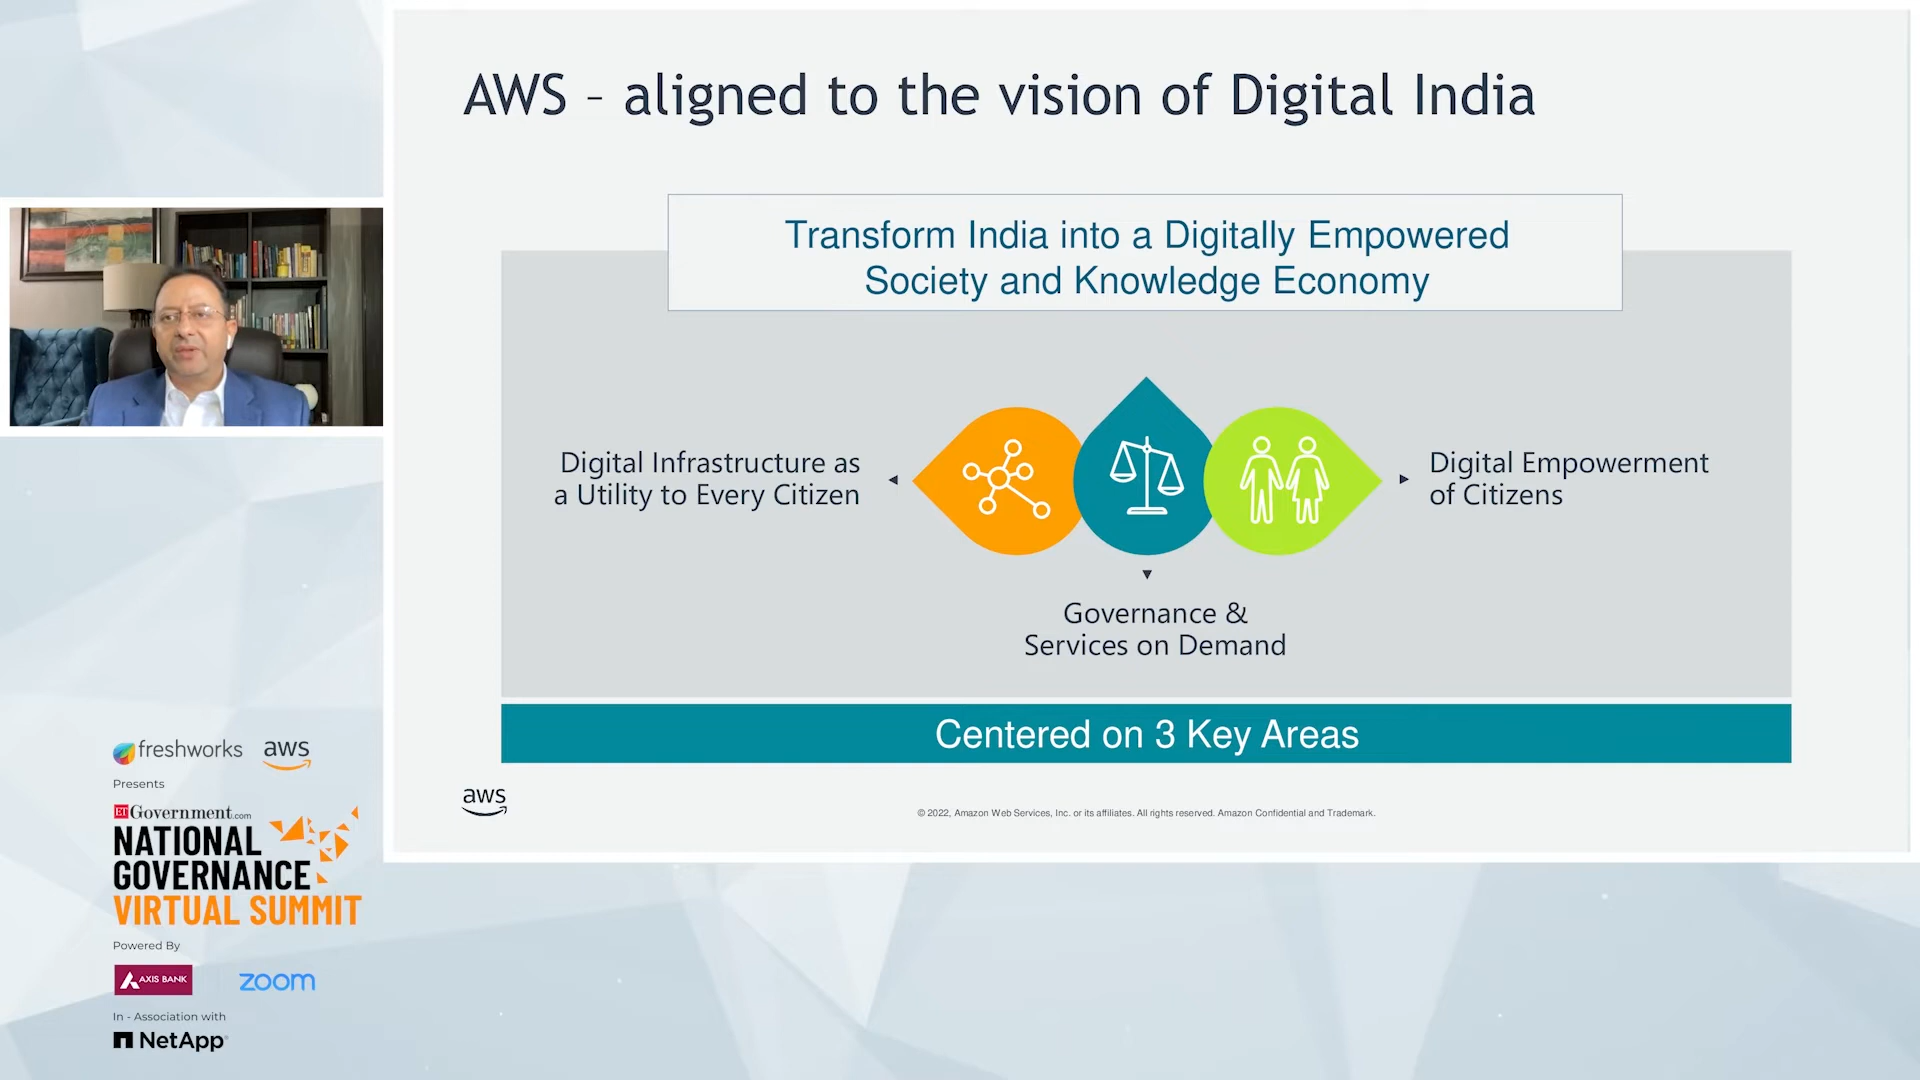 AWS – aligned to the vision of Digital India
Transform India into a Digitally Empowered
Society and Knowledge Economy
Digital Infrastructure as
a Utility to Every Citizen
Governance &
Services on Demand
Digital Empowerment
of Citizens
Centered on 3 Key Areas
aws
© 2022, Amazon Web Services, Inc. or its affiliates. All rights reserved. Amazon Confidential and Trademark.
freshworks aws
Presents
ET Government.com
NATIONAL
GOVERNANCE
VIRTUAL SUMMIT
Powered By
AXIS BANK zoom
In - Association with
NetApp